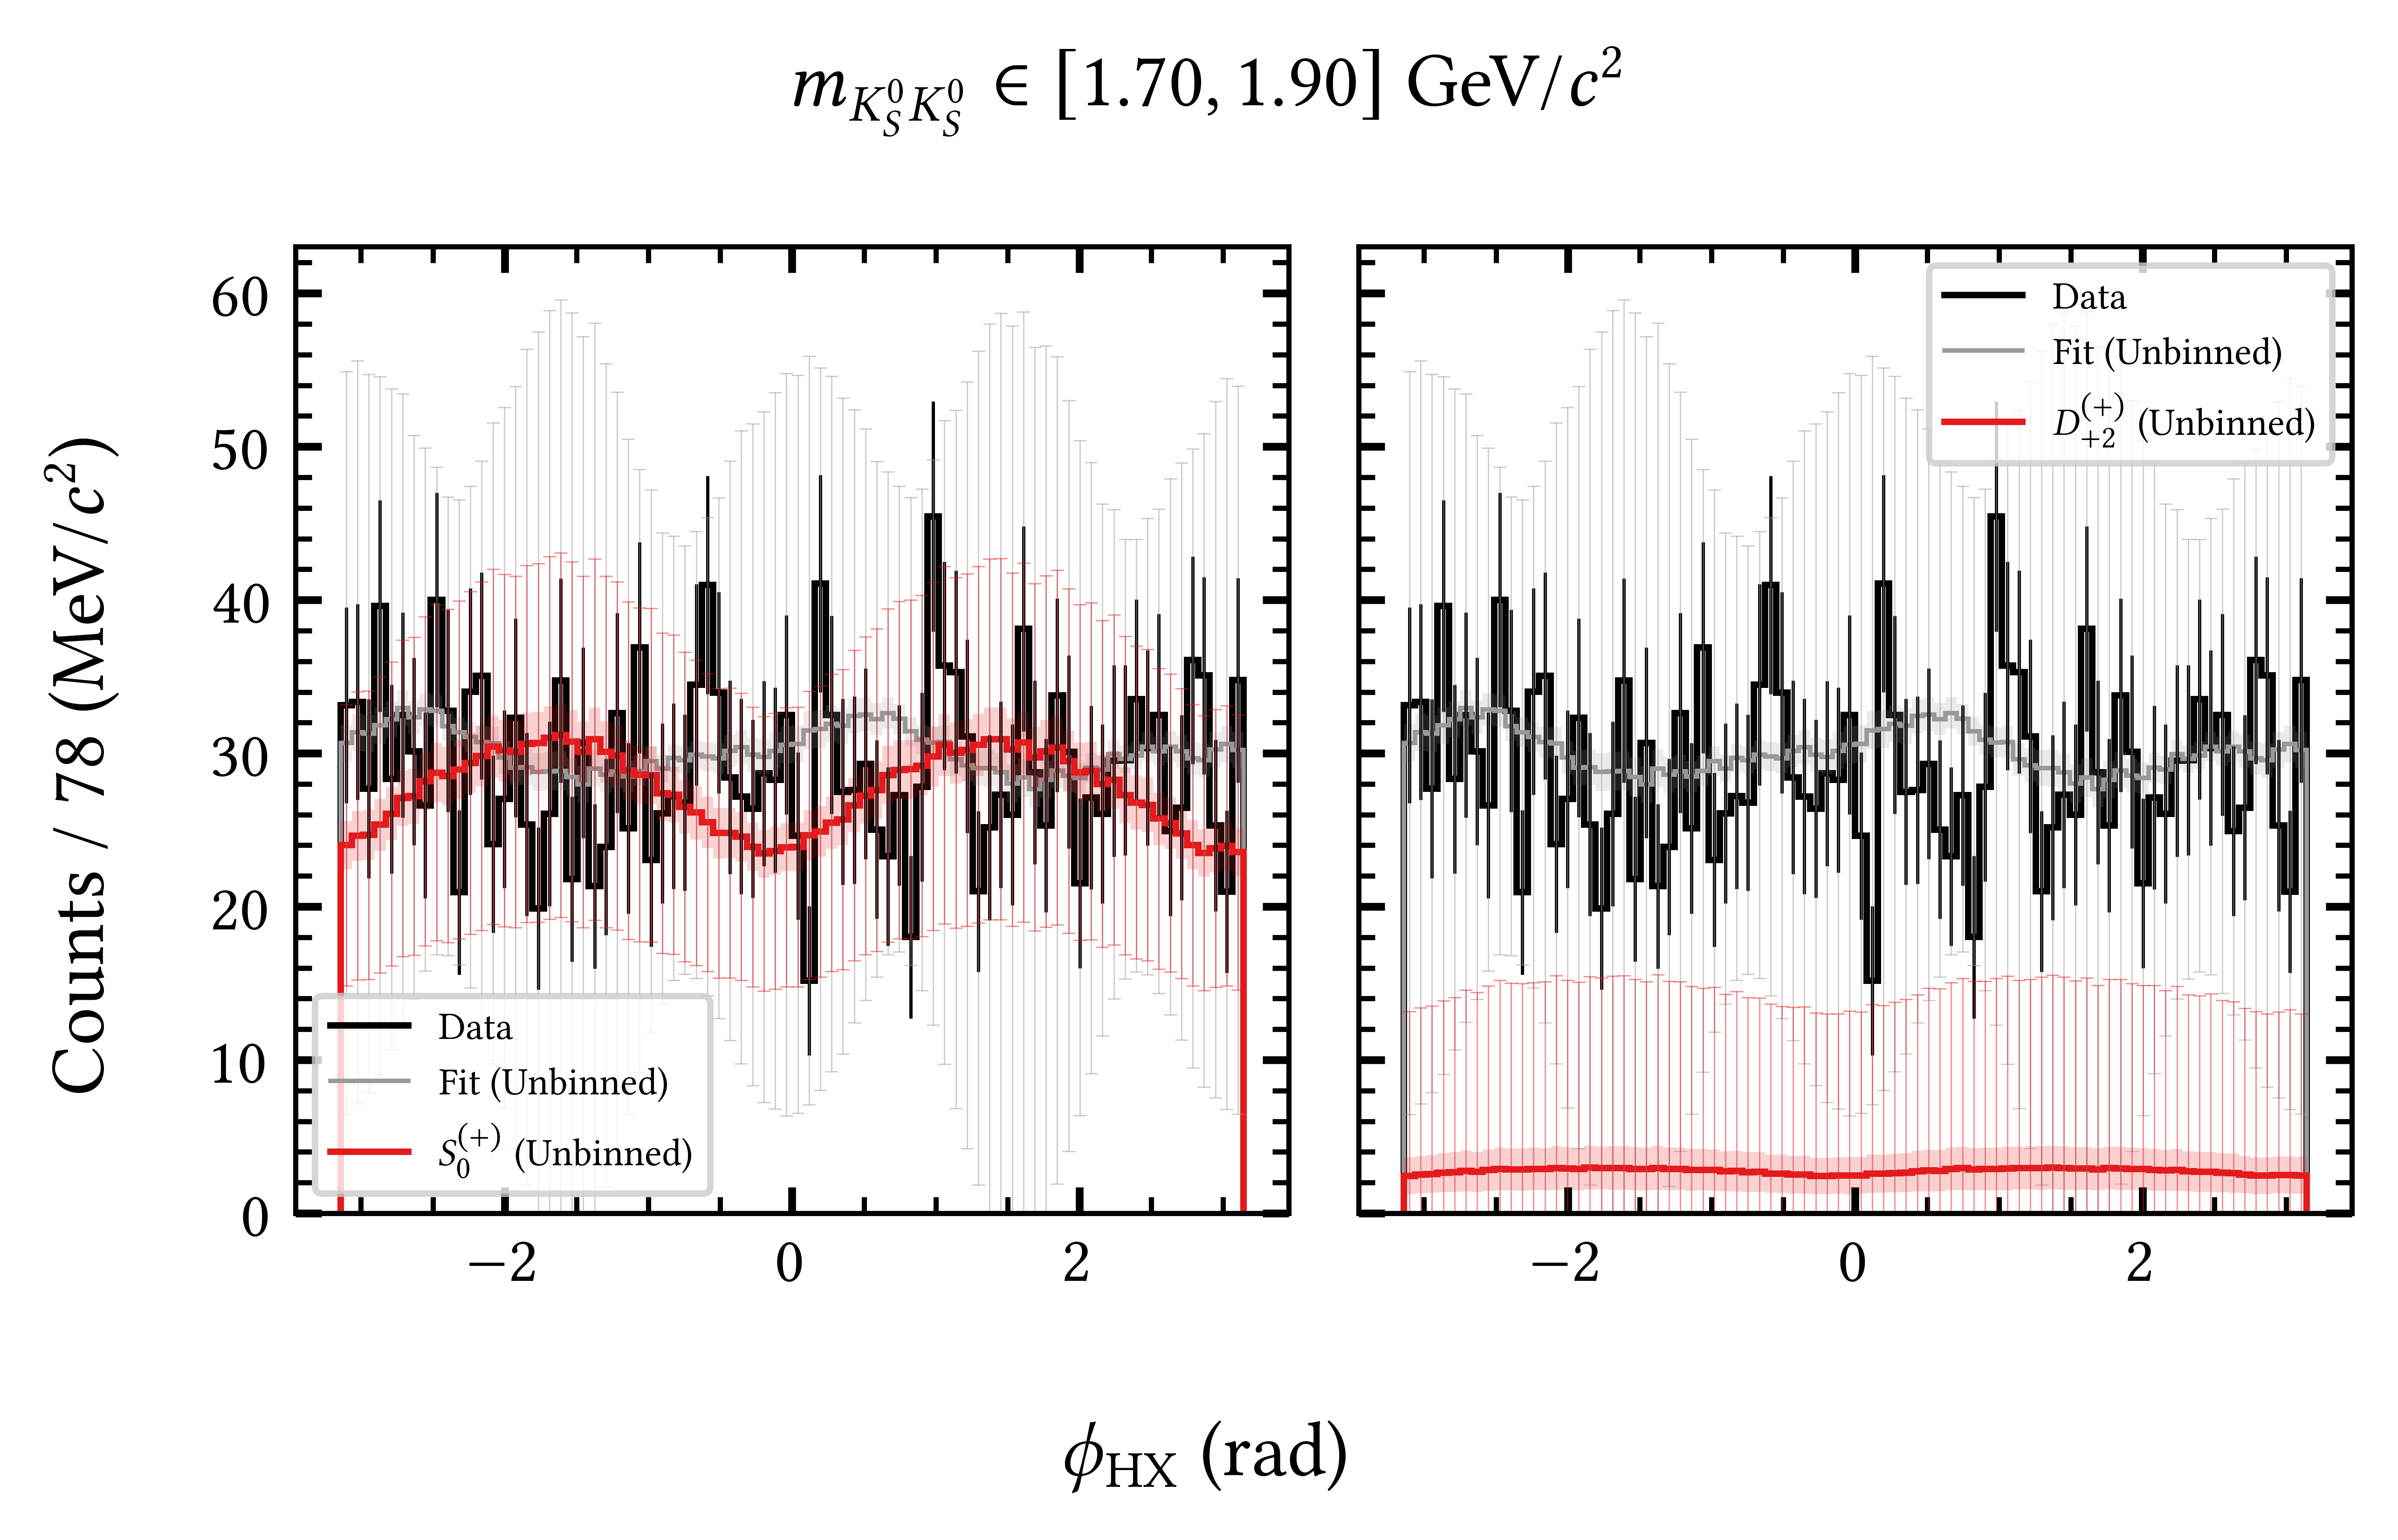 m_{K_S^0 K_S^0} ∈ [1.70, 1.90] GeV/c²
Counts / 78 (MeV/c²)
60
50
40
30
20
10
0
Data
Fit (Unbinned)
S_0^{(+)} (Unbinned)
−2
0
2
Data
Fit (Unbinned)
D_{+2}^{(+)} (Unbinned)
−2
0
2
ϕ_HX (rad)